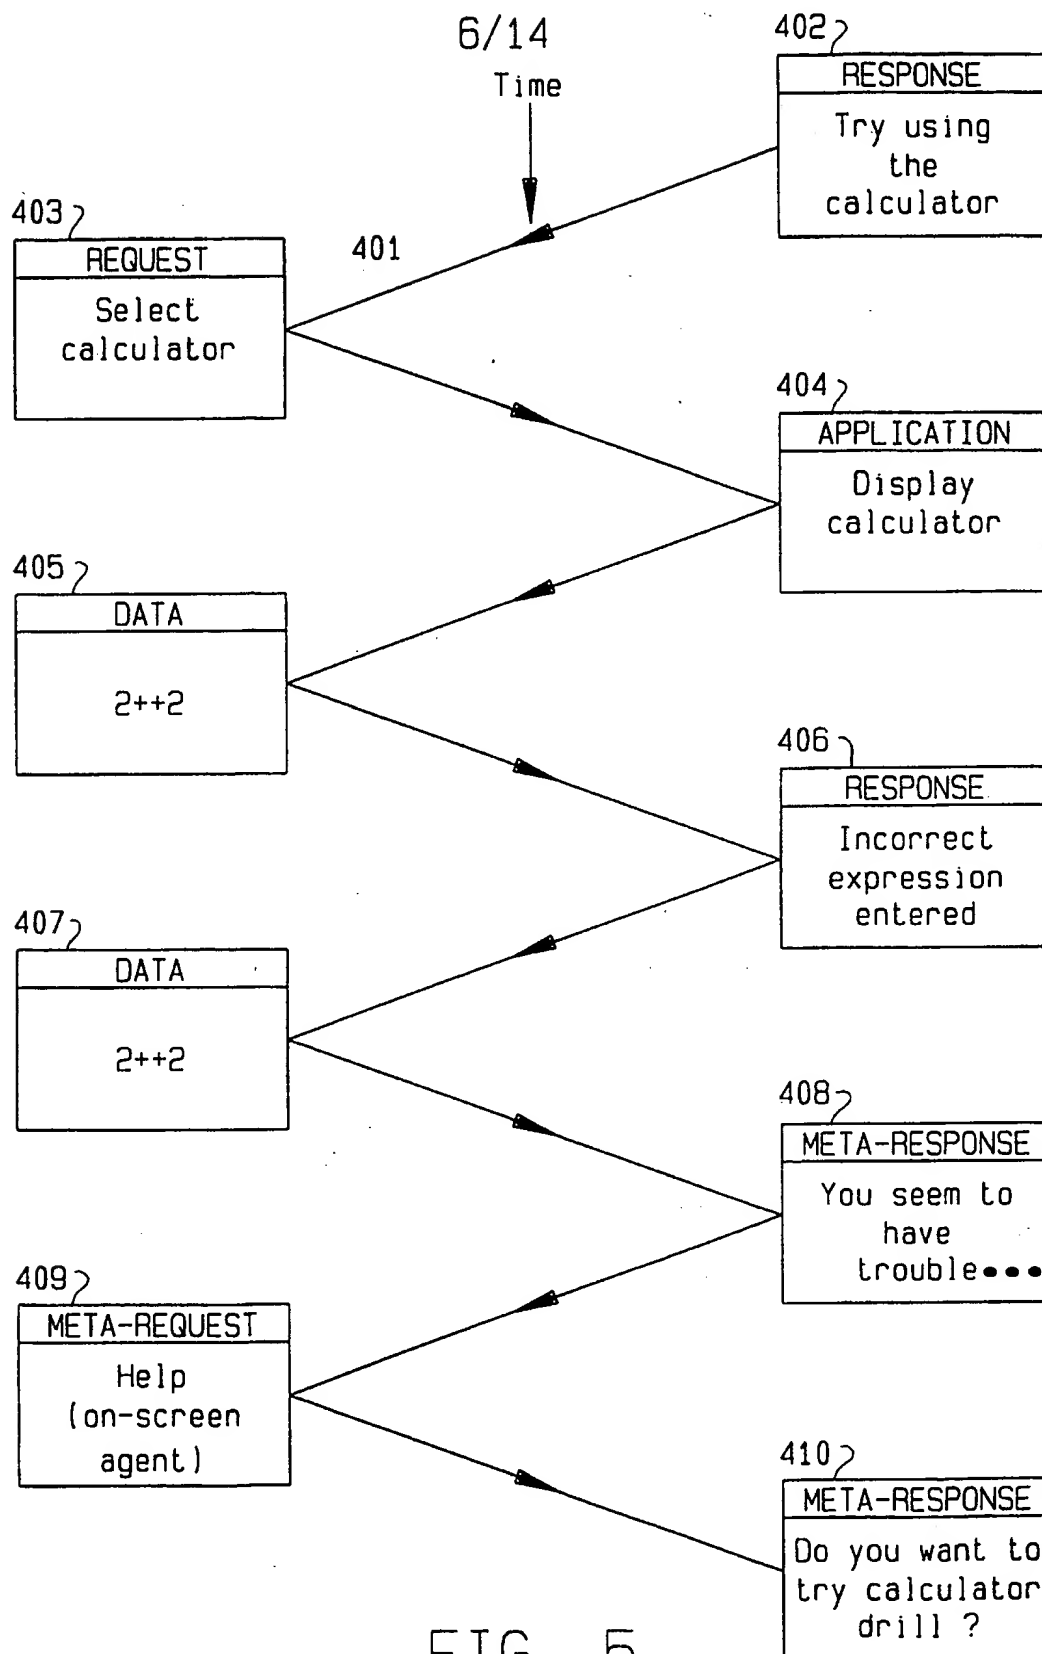 6/14
Time
402
RESPONSE
Try using
the
calculator
403
REQUEST
Select
calculator
401
404
APPLICATION
Display
calculator
405
DATA
2++2
406
RESPONSE
Incorrect
expression
entered
407
DATA
2++2
408
META-RESPONSE
You seem to
have
trouble●●●
409
META-REQUEST
Help
(on-screen
agent)
410
META-RESPONSE
Do you want to
try calculator
drill ?
FIG. 5